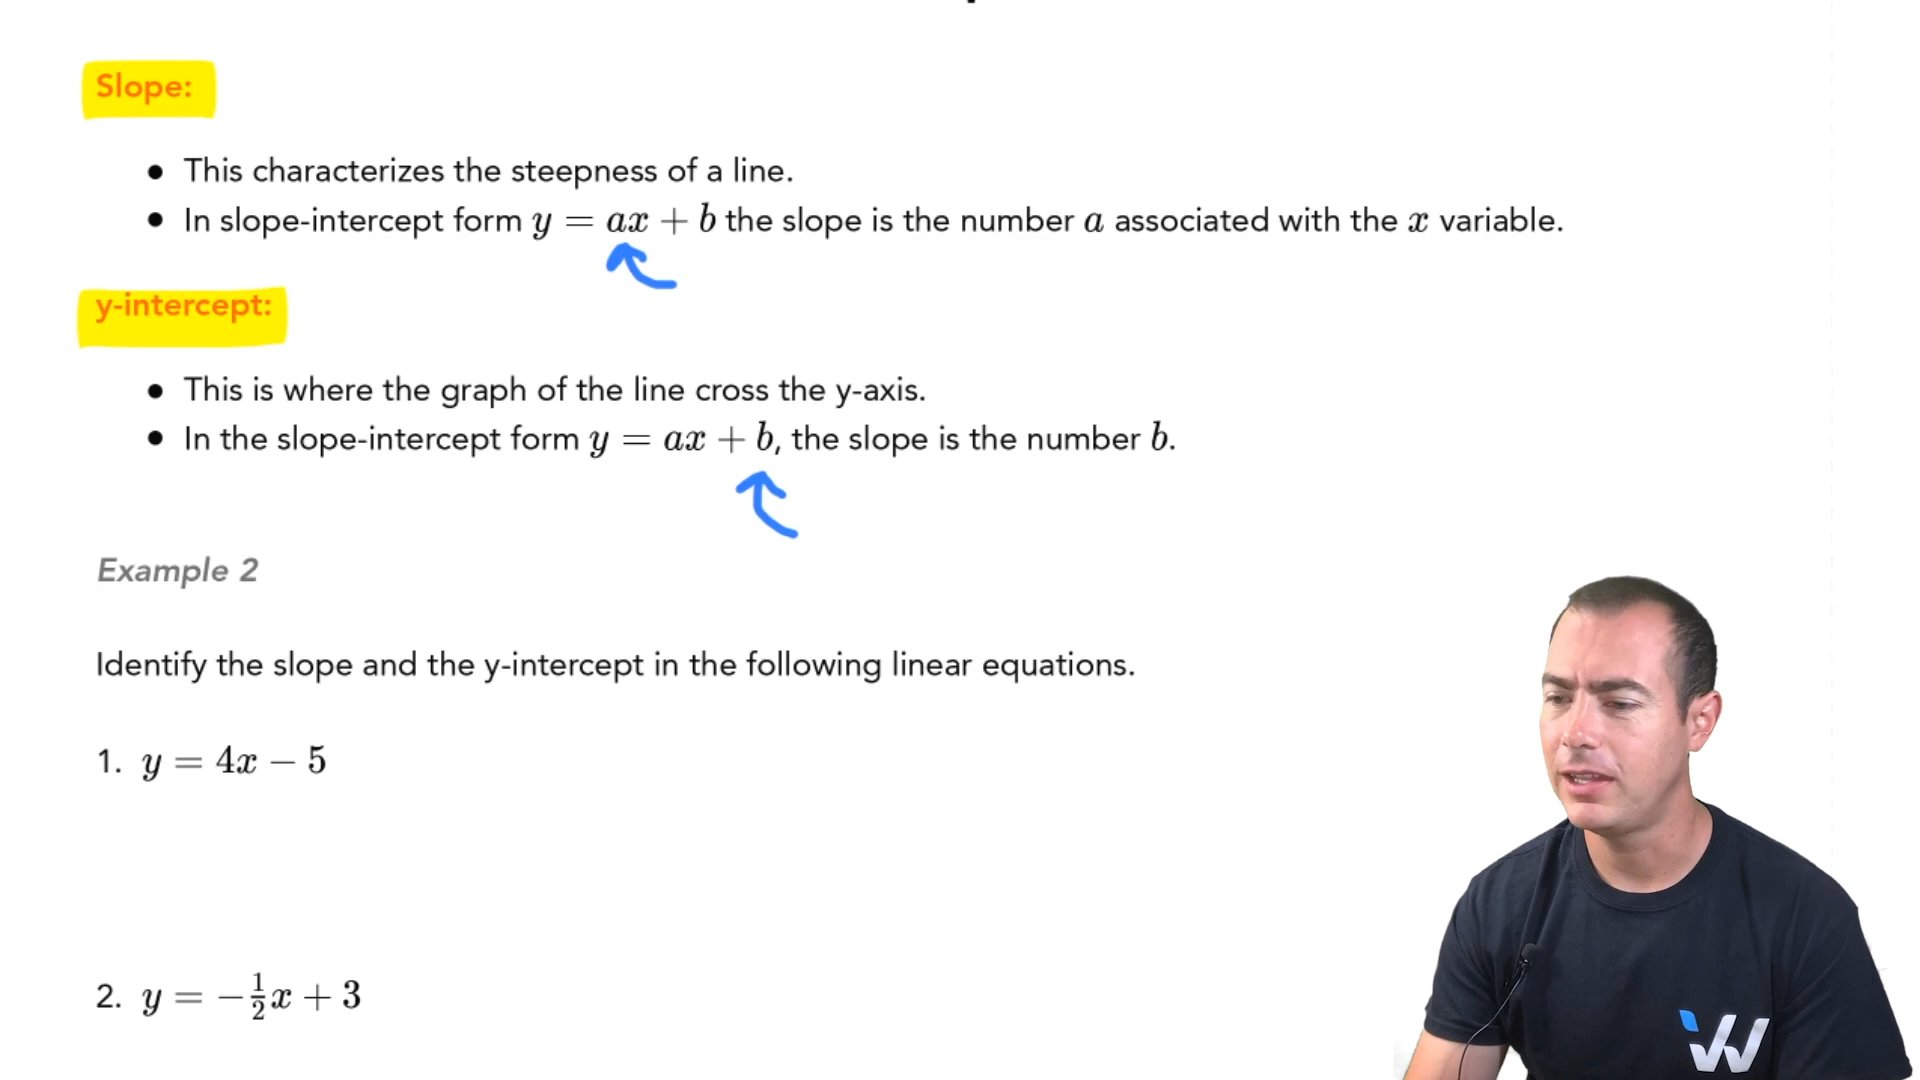 Slope:
• This characterizes the steepness of a line.
• In slope-intercept form y = ax + b the slope is the number a associated with the x variable.
y-intercept:
• This is where the graph of the line cross the y-axis.
• In the slope-intercept form y = ax + b, the slope is the number b.
Example 2
Identify the slope and the y-intercept in the following linear equations.
1. y = 4x − 5
2. y = −½x + 3
W